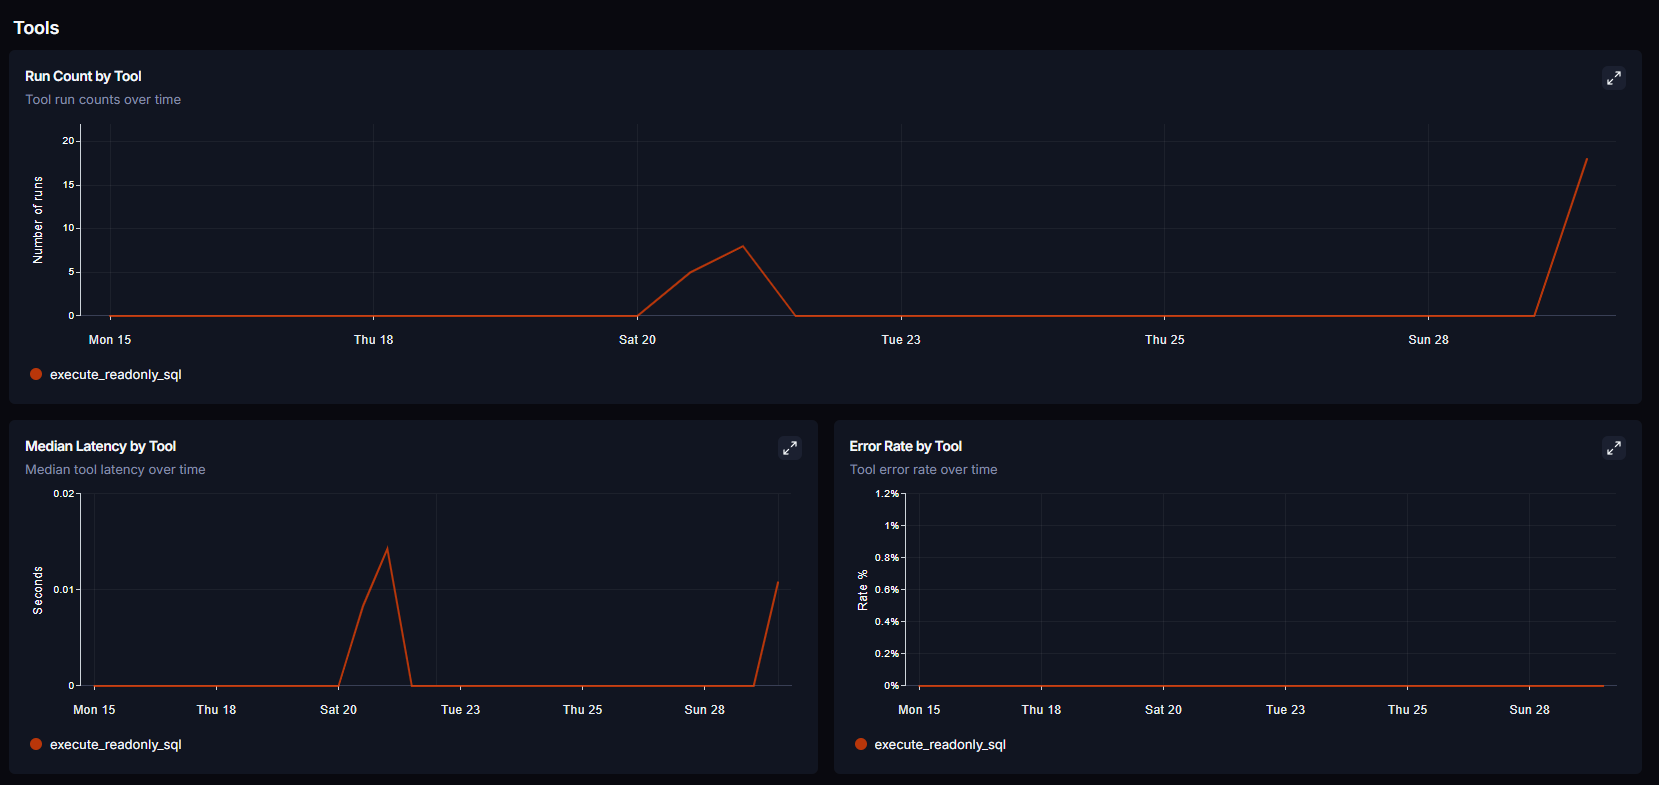 Tools
Run Count by Tool
Tool run counts over time
Number of runs
20
15
10
5
0
Mon 15 Thu 18 Sat 20 Tue 23 Thu 25 Sun 28
execute_readonly_sql
Median Latency by Tool
Median tool latency over time
Seconds
0.02
0.01
0
Mon 15 Thu 18 Sat 20 Tue 23 Thu 25 Sun 28
execute_readonly_sql
Error Rate by Tool
Tool error rate over time
Rate %
1.2%
1%
0.8%
0.6%
0.4%
0.2%
0%
Mon 15 Thu 18 Sat 20 Tue 23 Thu 25 Sun 28
execute_readonly_sql